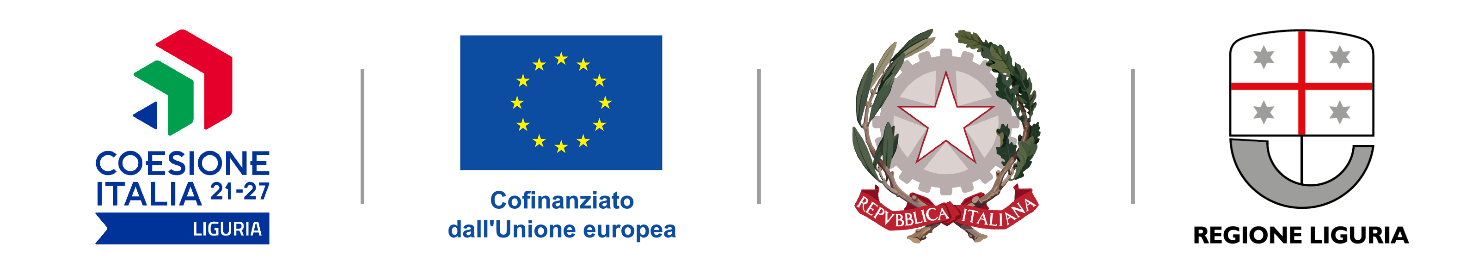 COESIONE
ITALIA 21-27
LIGURIA
Cofinanziato
dall'Unione europea
REPVBBLICA ITALIANA
REGIONE LIGURIA